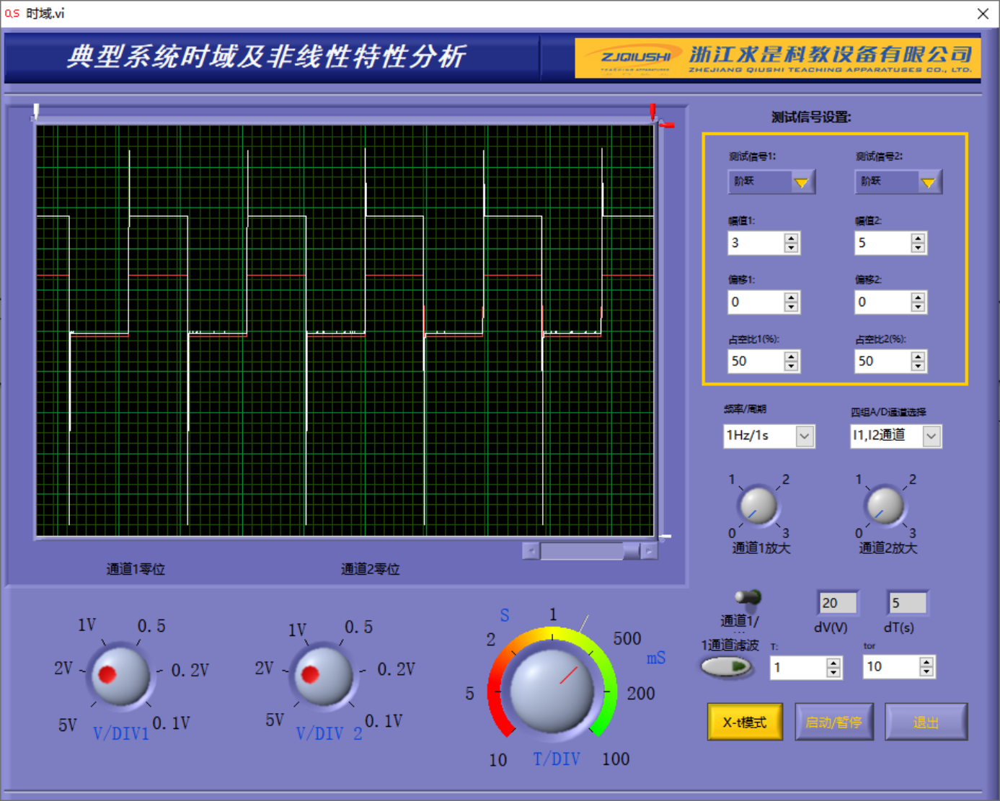 时域.vi
典型系统时域及非线性特性分析
ZJQIUSHI
浙江求是科教设备有限公司
ZHEJIANG QIUSHI TEACHING APPARATUSES CO., LTD.
测试信号设置:
测试信号1: 测试信号2:
阶跃 阶跃
幅值1: 幅值2:
3 5
偏移1: 偏移2:
0 0
占空比1(%): 占空比2(%):
50 50
频率/周期 四组A/D通道选择
1Hz/1s I1,I2通道
1 2 1 2
0 3 0 3
通道1放大 通道2放大
通道1零位 通道2零位
1V 0.5 1V 0.5 S 1
2V 0.2V 2V 0.2V 2 500
mS
5 200
5V 0.1V 5V 0.1V
V/DIV1 V/DIV 2
10 T/DIV 100
20 5
通道1/ dV(V) dT(s)
1通道滤波 T: tor
1 10
X-t模式 启动/暂停 退出